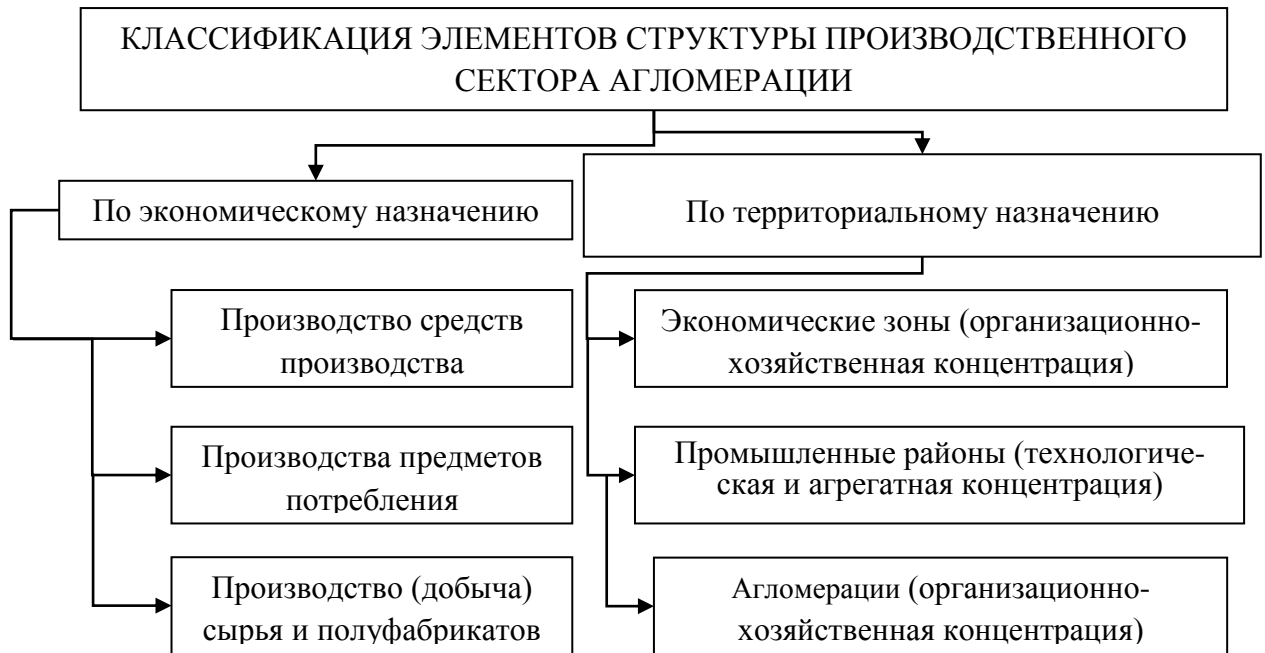 КЛАССИФИКАЦИЯ ЭЛЕМЕНТОВ СТРУКТУРЫ ПРОИЗВОДСТВЕННОГО
СЕКТОРА АГЛОМЕРАЦИИ
По экономическому назначению
Производство средств
производства
Производства предметов
потребления
Производство (добыча)
сырья и полуфабрикатов
По территориальному назначению
Экономические зоны (организационно-
хозяйственная концентрация)
Промышленные районы (технологиче-
ская и агрегатная концентрация)
Агломерации (организационно-
хозяйственная концентрация)